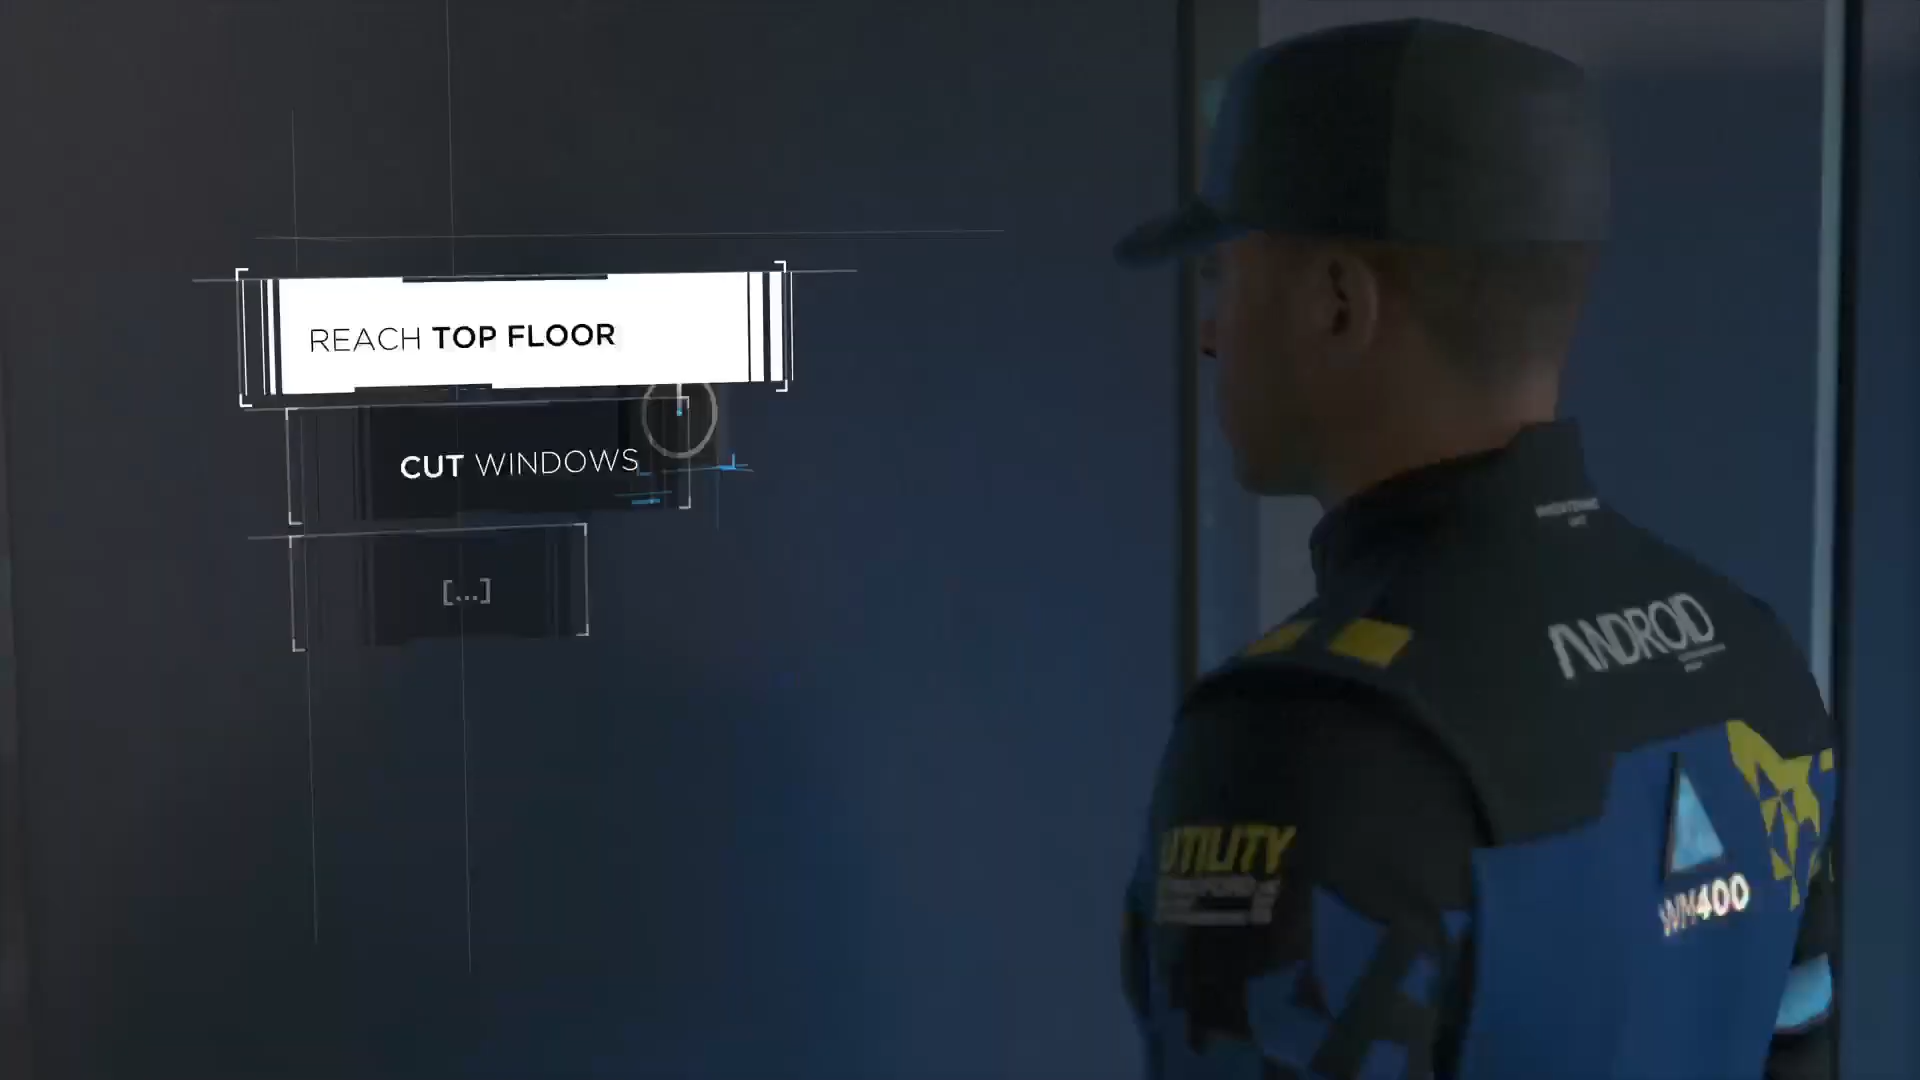 REACH TOP FLOOR
CUT WINDOWS
[...]
ANDROID
UTILITY
WM400